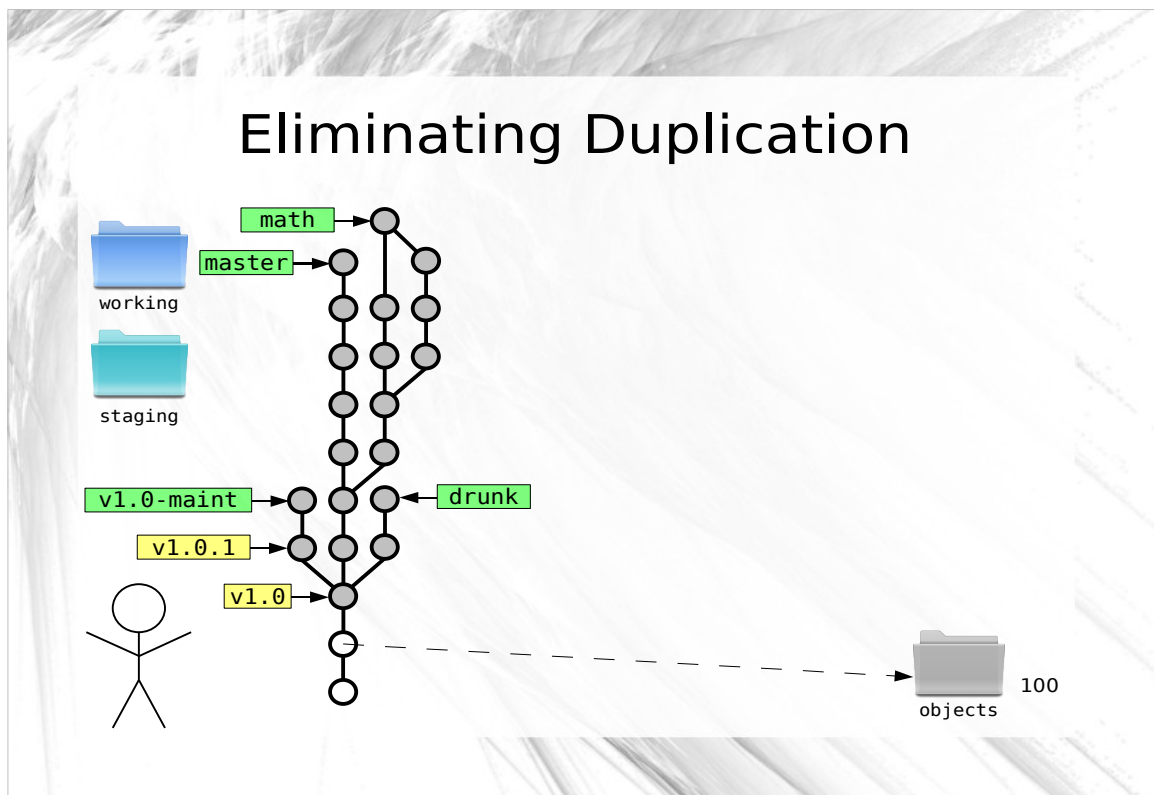 Eliminating Duplication
math
master
working
staging
v1.0-maint
drunk
v1.0.1
v1.0
100
objects